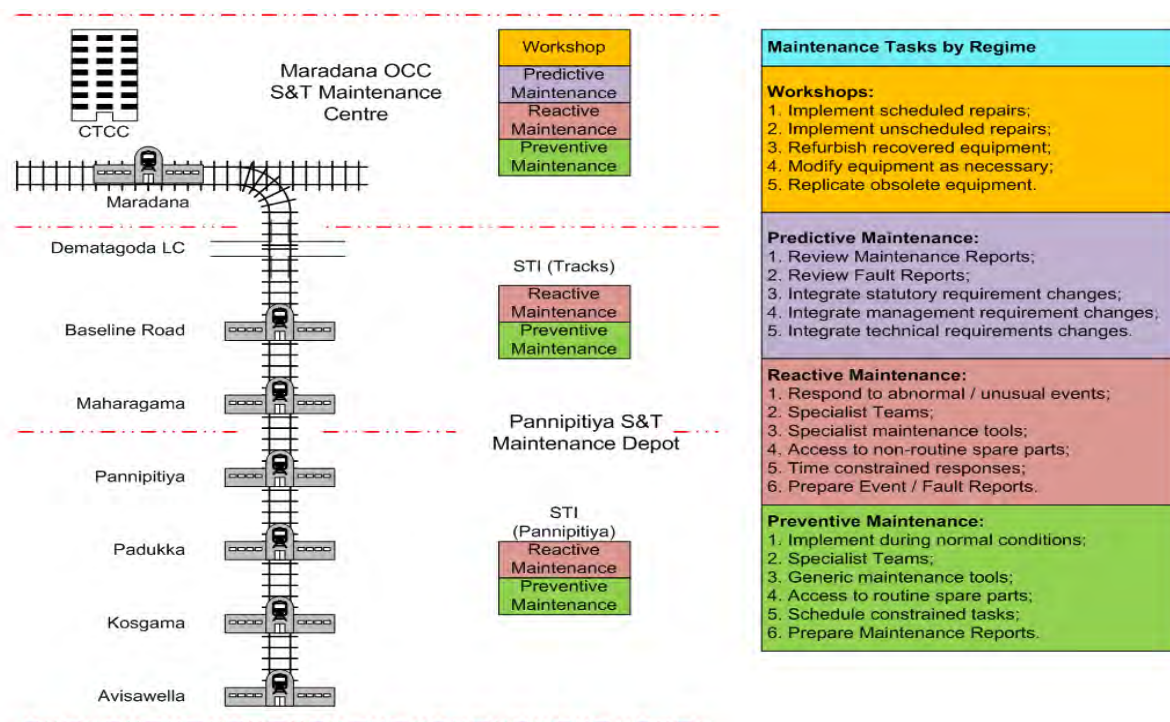 CTCC
Maradana OCC
S&T Maintenance
Centre
Maradana
Workshop
Predictive
Maintenance
Reactive
Maintenance
Preventive
Maintenance
Dematagoda LC
Baseline Road
Maharagama
STI (Tracks)
Reactive
Maintenance
Preventive
Maintenance
Pannipitiya S&T
Maintenance Depot
Pannipitiya
Padukka
Kosgama
Avisawella
STI
(Pannipitiya)
Reactive
Maintenance
Preventive
Maintenance
Maintenance Tasks by Regime
Workshops:
1. Implement scheduled repairs;
2. Implement unscheduled repairs;
3. Refurbish recovered equipment;
4. Modify equipment as necessary;
5. Replicate obsolete equipment.
Predictive Maintenance:
1. Review Maintenance Reports;
2. Review Fault Reports;
3. Integrate statutory requirement changes;
4. Integrate management requirement changes;
5. Integrate technical requirements changes.
Reactive Maintenance:
1. Respond to abnormal / unusual events;
2. Specialist Teams;
3. Specialist maintenance tools;
4. Access to non-routine spare parts;
5. Time constrained responses;
6. Prepare Event / Fault Reports.
Preventive Maintenance:
1. Implement during normal conditions;
2. Specialist Teams;
3. Generic maintenance tools;
4. Access to routine spare parts;
5. Schedule constrained tasks;
6. Prepare Maintenance Reports.